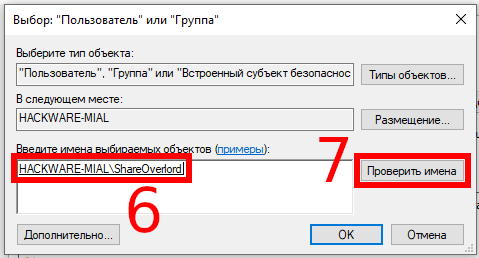 Выбор: "Пользователь" или "Группа"
Выберите тип объекта:
"Пользователь", "Группа" или "Встроенный субъект безопаснос
Типы объектов...
В следующем месте:
HACKWARE-MIAL
Размещение...
Введите имена выбираемых объектов (примеры):
7
HACKWARE-MIAL\ShareOverlord
Проверить имена
6
Дополнительно...
OK
Отмена